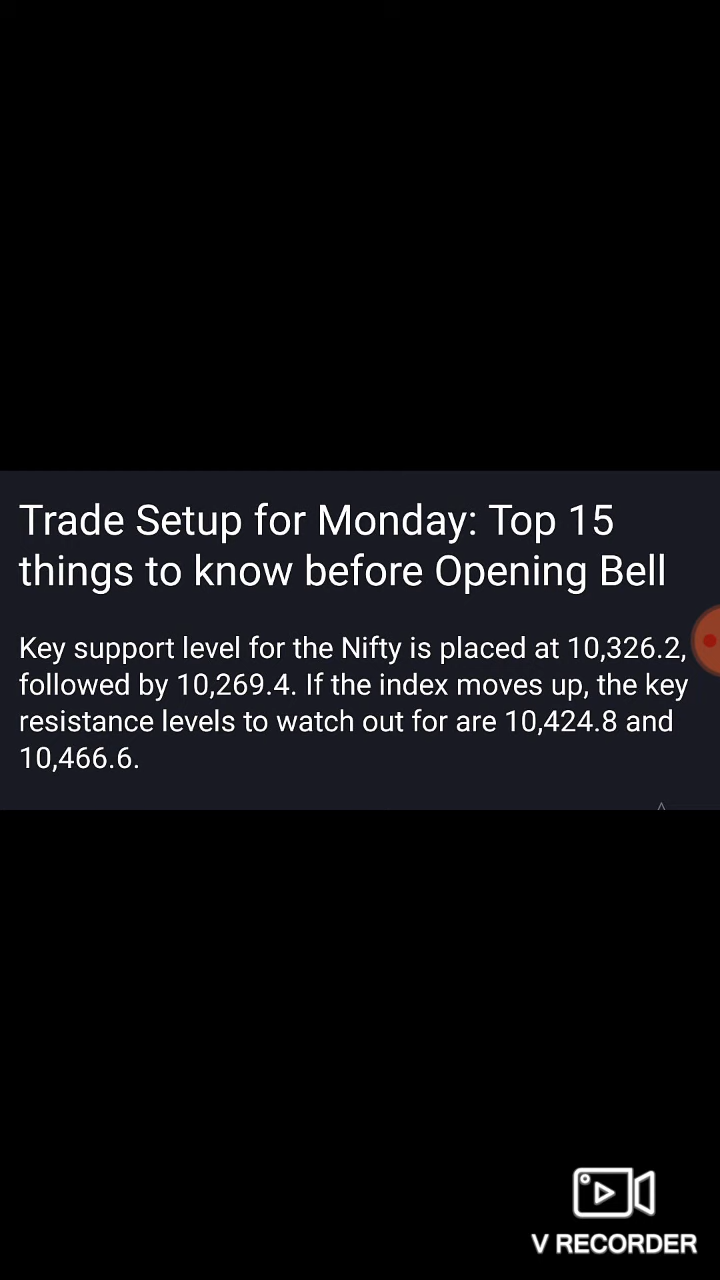 Trade Setup for Monday: Top 15
things to know before Opening Bell
Key support level for the Nifty is placed at 10,326.2,
followed by 10,269.4. If the index moves up, the key
resistance levels to watch out for are 10,424.8 and
10,466.6.
V RECORDER